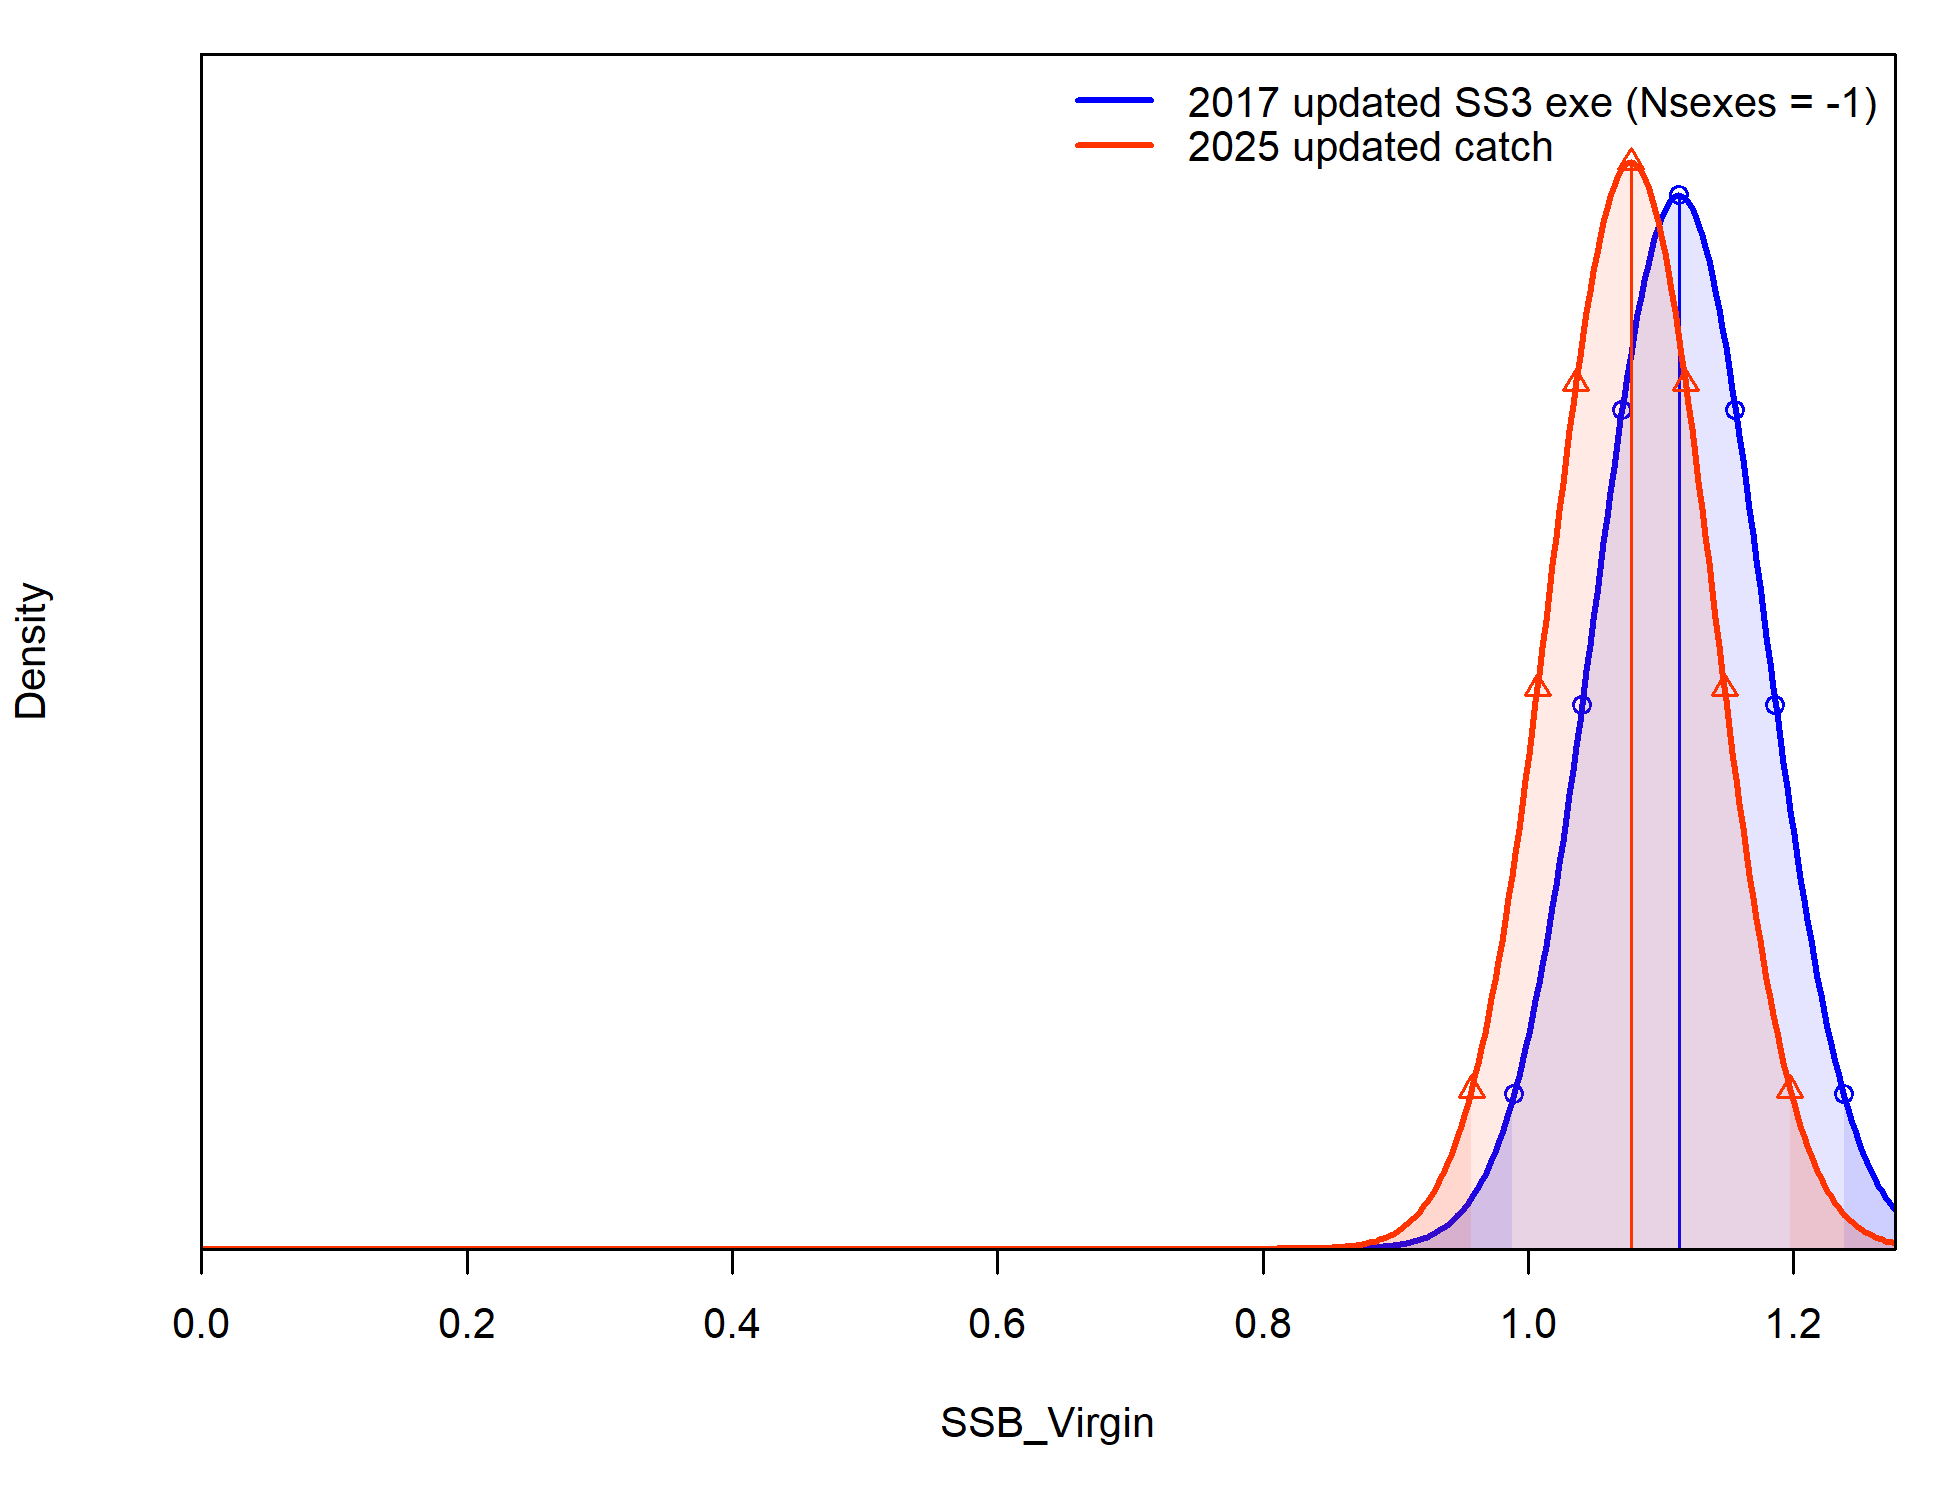 2017 updated SS3 exe (Nsexes = -1)
2025 updated catch
Density
0.0 0.2 0.4 0.6 0.8 1.0 1.2
SSB_Virgin